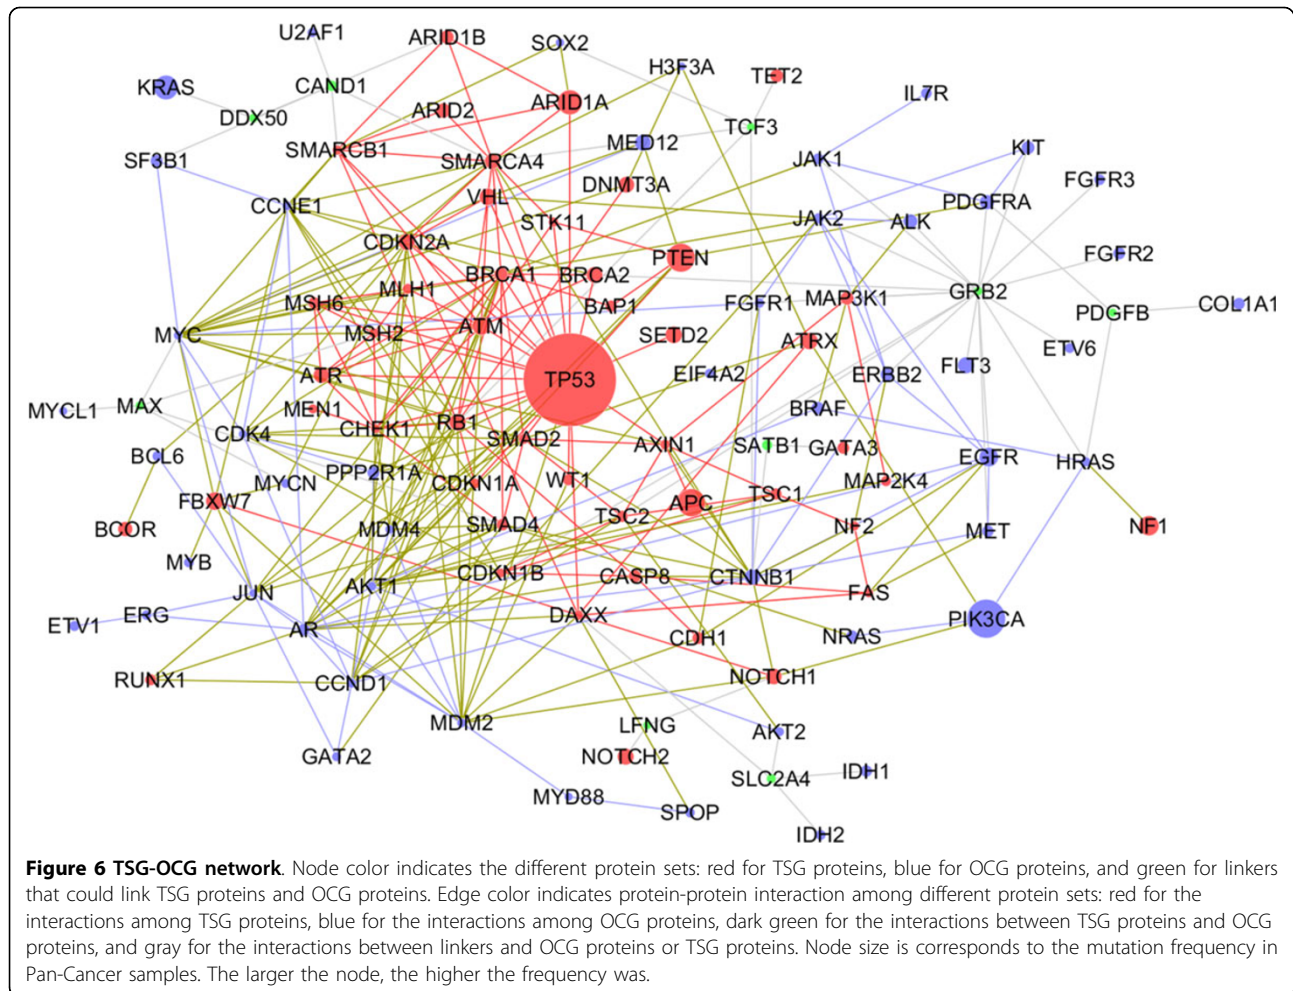 U2AF1
ARID1B
SOX2
H3F3A
TET2
KRAS
CAND1
IL7R
DDX50
ARID2
ARID1A
TCF3
SF3B1
SMARCB1
SMARCA4
MED12
JAK1
KIT
FGFR3
DNMT3A
CCNE1
VHL
STK11
JAK2
ALK
PDGFRA
CDKN2A
PTEN
FGFR2
BRCA1
BRCA2
MSH6
MLH1
BAP1
FGFR1
MAP3K1
GRB2
PDGFB
COL1A1
MYC
MSH2
ATM
SETD2
ATRX
ETV6
ATR
TP53
EIF4A2
ERBB2
FLT3
MYCL1
MAX
MEN1
CDK4
CHEK1
RB1
SMAD2
AXIN1
BRAF
SATB1
GATA3
BCL6
MYCN
PPP2R1A
CDKN1A
WT1
EGFR
HRAS
FBXW7
APC
TSC1
MAP2K4
BCOR
MDM4
SMAD4
TSC2
NF2
MET
NF1
MYB
JUN
AKT1
CDKN1B
CASP8
CTNNB1
FAS
ETV1
ERG
AR
DAXX
CDH1
NRAS
PIK3CA
RUNX1
CCND1
NOTCH1
MDM2
LFNG
AKT2
GATA2
NOTCH2
SLC2A4
IDH1
MYD88
SPOP
IDH2
Figure 6 TSG-OCG network. Node color indicates the different protein sets: red for TSG proteins, blue for OCG proteins, and green for linkers
that could link TSG proteins and OCG proteins. Edge color indicates protein-protein interaction among different protein sets: red for the
interactions among TSG proteins, blue for the interactions among OCG proteins, dark green for the interactions between TSG proteins and OCG
proteins, and gray for the interactions between linkers and OCG proteins or TSG proteins. Node size is corresponds to the mutation frequency in
Pan-Cancer samples. The larger the node, the higher the frequency was.